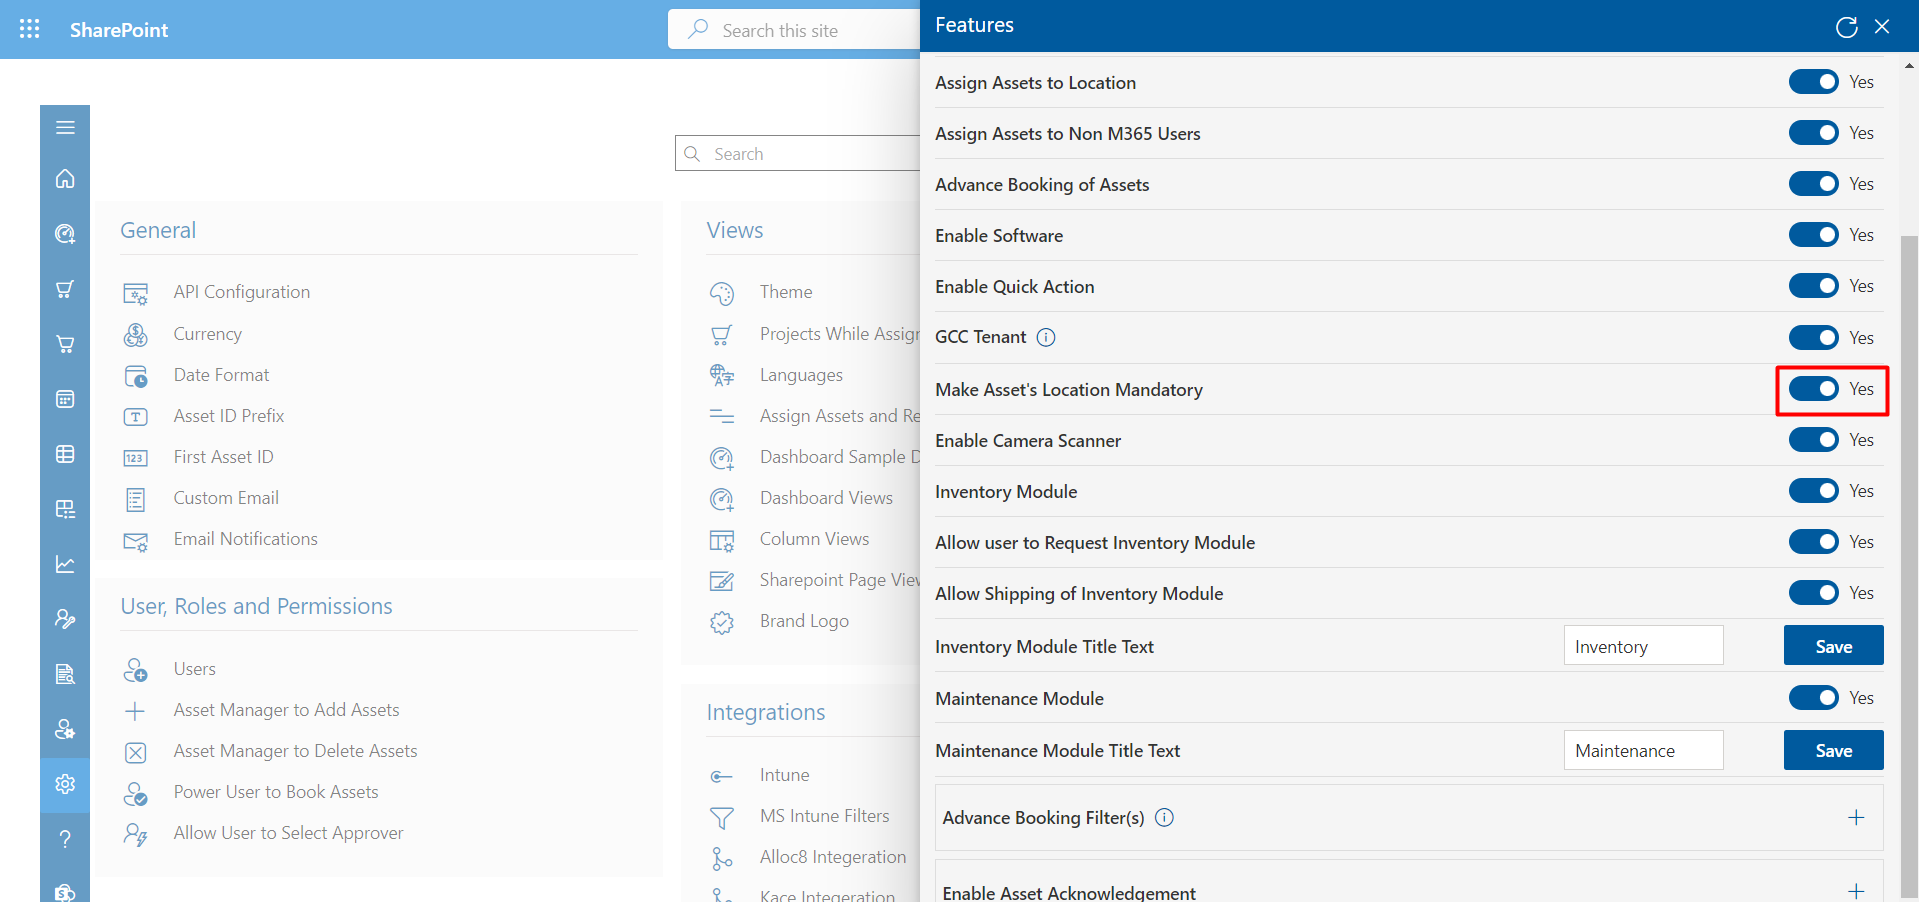 SharePoint
Search this site
Search
General
API Configuration
Currency
Date Format
Asset ID Prefix
First Asset ID
Custom Email
Email Notifications
User, Roles and Permissions
Users
Asset Manager to Add Assets
Asset Manager to Delete Assets
Power User to Book Assets
Allow User to Select Approver
Views
Theme
Projects While Assign
Languages
Assign Assets and Re
Dashboard Sample D
Dashboard Views
Column Views
Sharepoint Page View
Brand Logo
Integrations
Intune
MS Intune Filters
Alloc8 Integeration
Kace Integeration
Features
Assign Assets to Location Yes
Assign Assets to Non M365 Users Yes
Advance Booking of Assets Yes
Enable Software Yes
Enable Quick Action Yes
GCC Tenant Yes
Make Asset's Location Mandatory Yes
Enable Camera Scanner Yes
Inventory Module Yes
Allow user to Request Inventory Module Yes
Allow Shipping of Inventory Module Yes
Inventory Module Title Text Inventory Save
Maintenance Module Yes
Maintenance Module Title Text Maintenance Save
Advance Booking Filter(s)
Enable Asset Acknowledgement